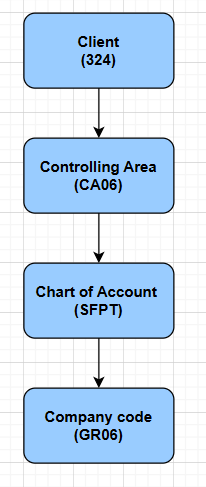 Client
(324)
Controlling Area
(CA06)
Chart of Account
(SFPT)
Company code
(GR06)